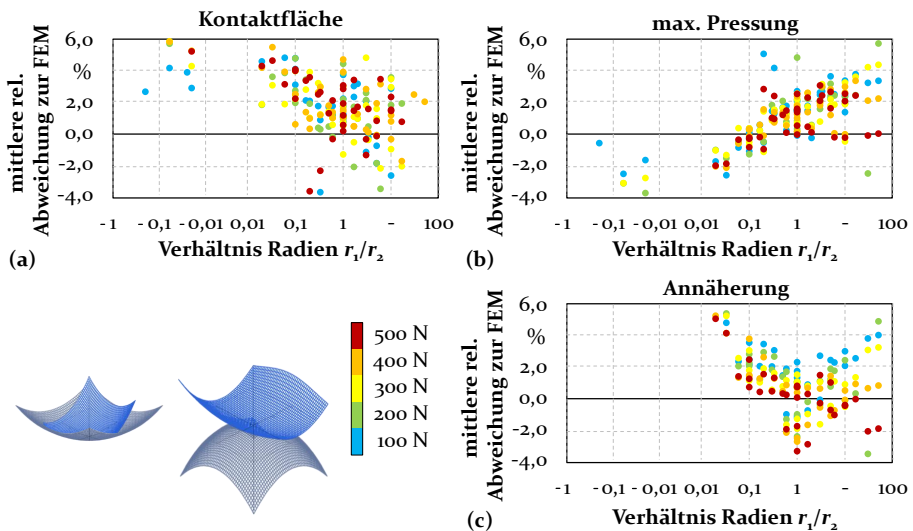 Kontaktfläche
mittlere rel.
Abweichung zur FEM
6,0
%
2,0
0,0
-2,0
-4,0
-1 -0,1 -0,01 0,01 0,1 1 10 100
(a) Verhältnis Radien r₁/r₂
max. Pressung
mittlere rel.
Abweichung zur FEM
6,0
%
2,0
0,0
-2,0
-4,0
-1 -0,1 -0,01 0,01 0,1 1 - 100
(b) Verhältnis Radien r₁/r₂
500 N
400 N
300 N
200 N
100 N
Annäherung
mittlere rel.
Abweichung zur FEM
6,0
%
2,0
0,0
-2,0
-4,0
-1 -0,1 -0,01 0,01 0,1 1 10 100
(c) Verhältnis Radien r₁/r₂